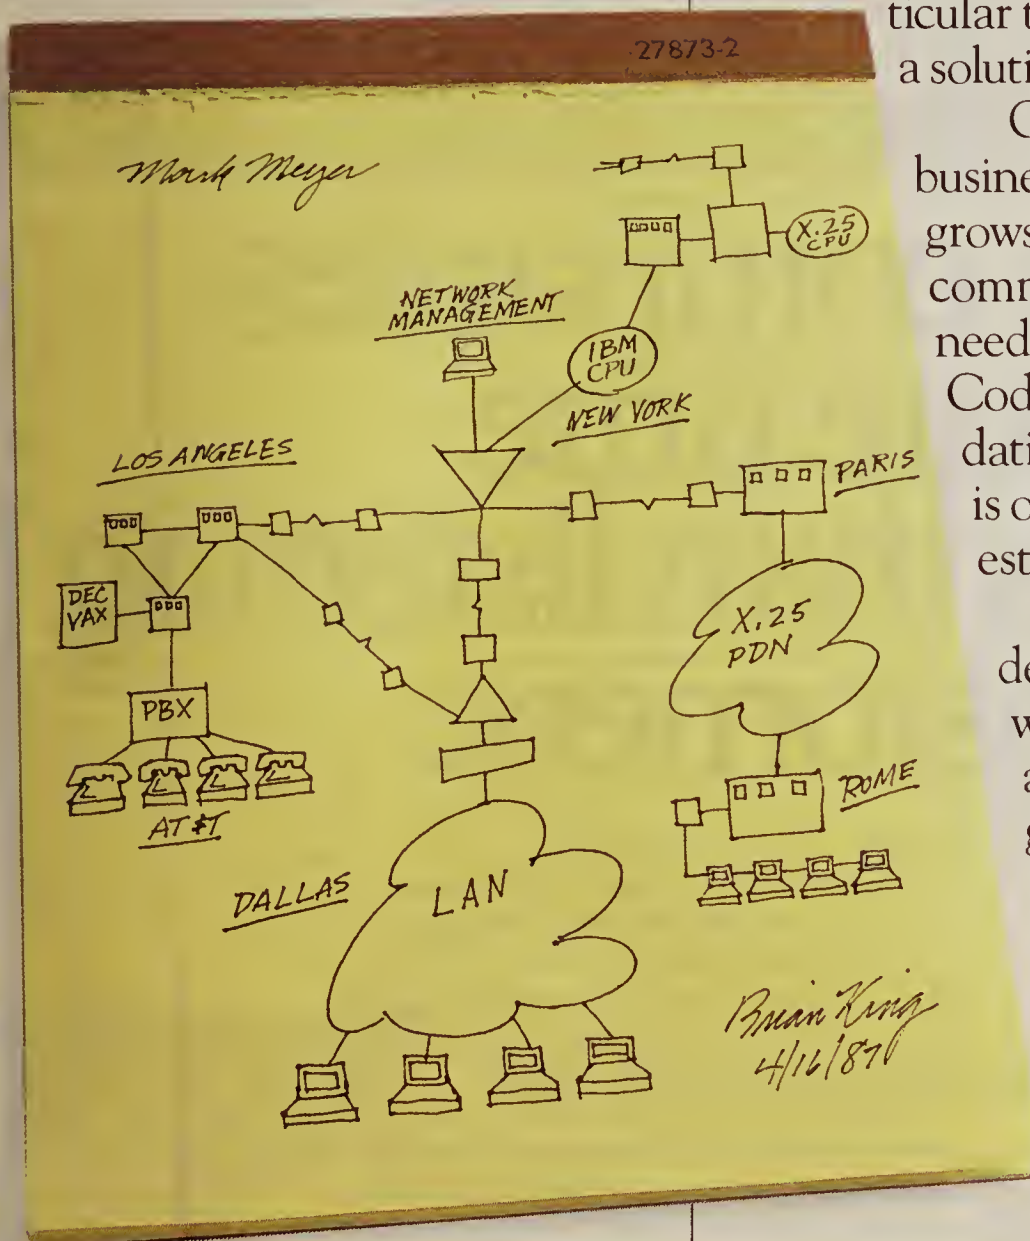 27873-2
Mark Meyer
X.25
CPU
NETWORK
MANAGEMENT
IBM
CPU
NEW YORK
LOS ANGELES
PARIS
DEC
VAX
X.25
PDN
PBX
AT&T
ROME
DALLAS
LAN
Brian King
4/16/87
ticular t
a soluti
C
busine
grows
comm
need
Cod
dati
is o
est
de
w
a
g